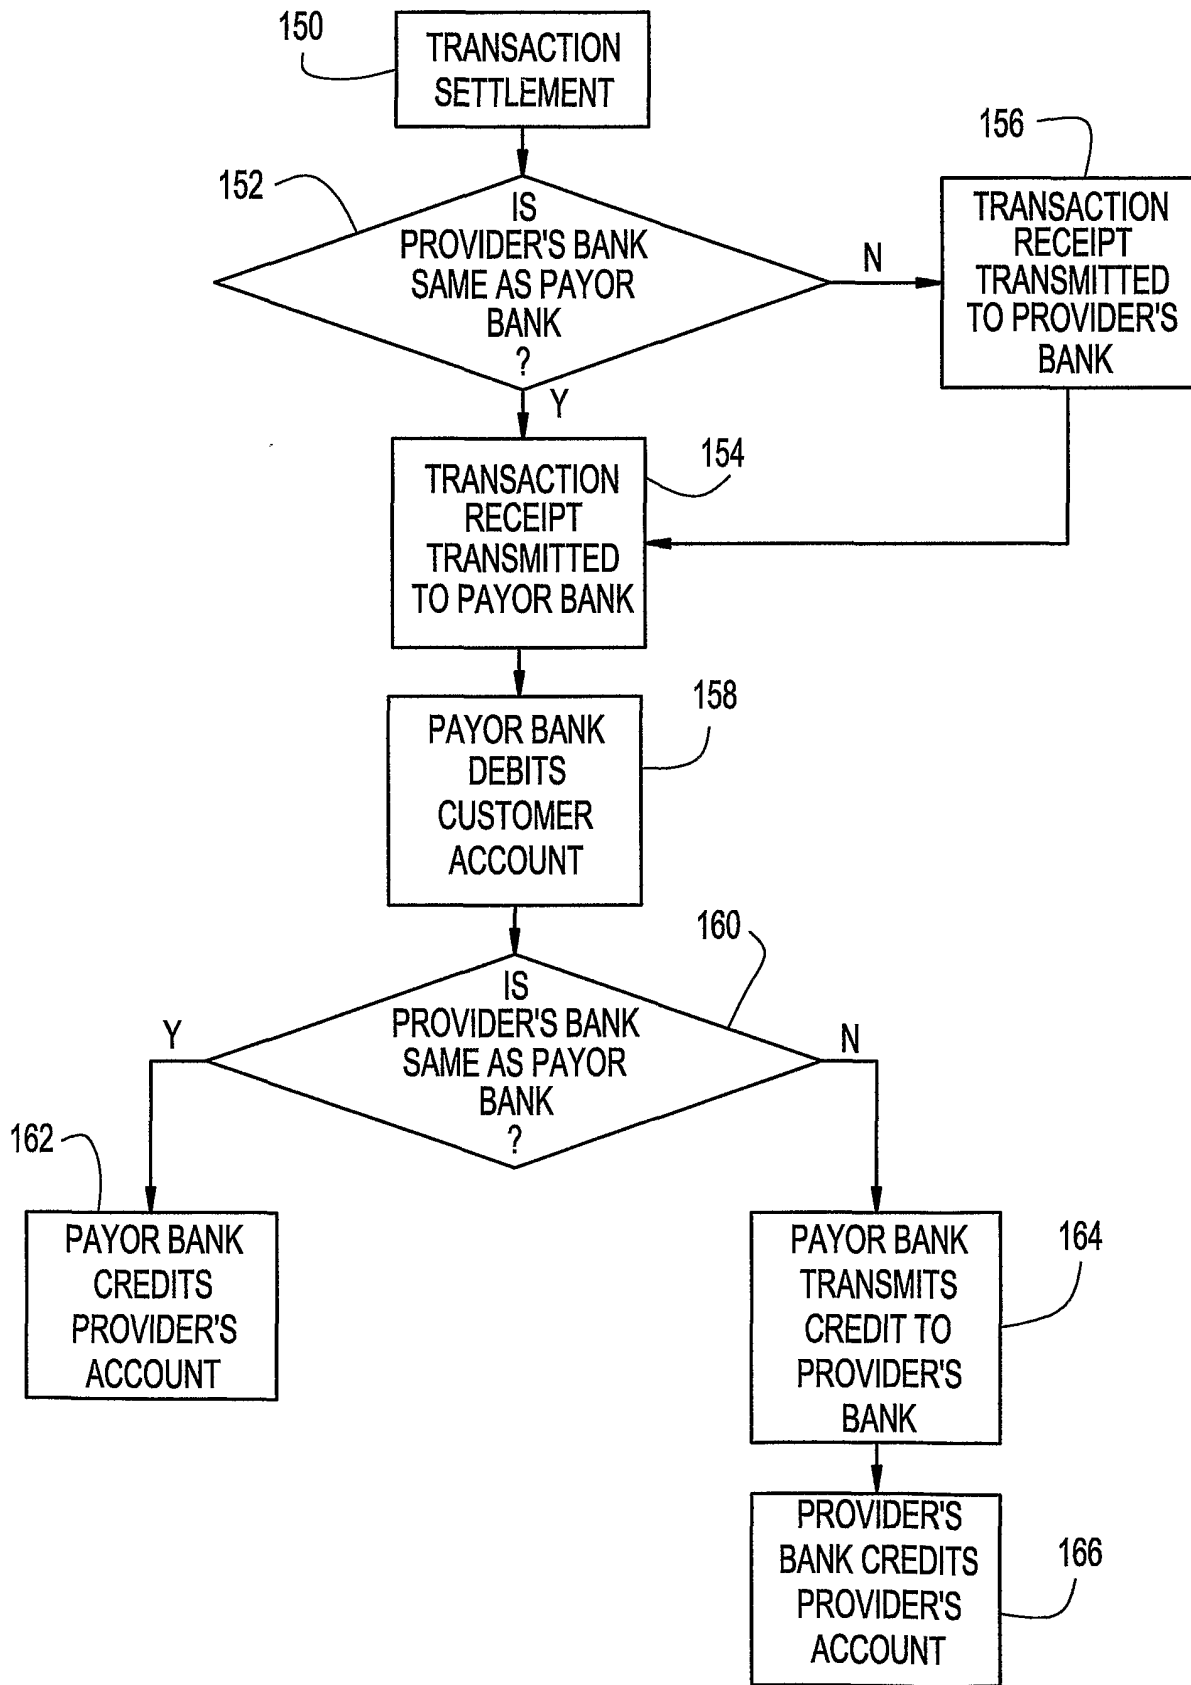 150
TRANSACTION
SETTLEMENT
152
IS
PROVIDER'S BANK
SAME AS PAYOR
BANK
?
N
Y
156
TRANSACTION
RECEIPT
TRANSMITTED
TO PROVIDER'S
BANK
154
TRANSACTION
RECEIPT
TRANSMITTED
TO PAYOR BANK
158
PAYOR BANK
DEBITS
CUSTOMER
ACCOUNT
160
IS
PROVIDER'S BANK
SAME AS PAYOR
BANK
?
Y
N
162
PAYOR BANK
CREDITS
PROVIDER'S
ACCOUNT
164
PAYOR BANK
TRANSMITS
CREDIT TO
PROVIDER'S
BANK
166
PROVIDER'S
BANK CREDITS
PROVIDER'S
ACCOUNT